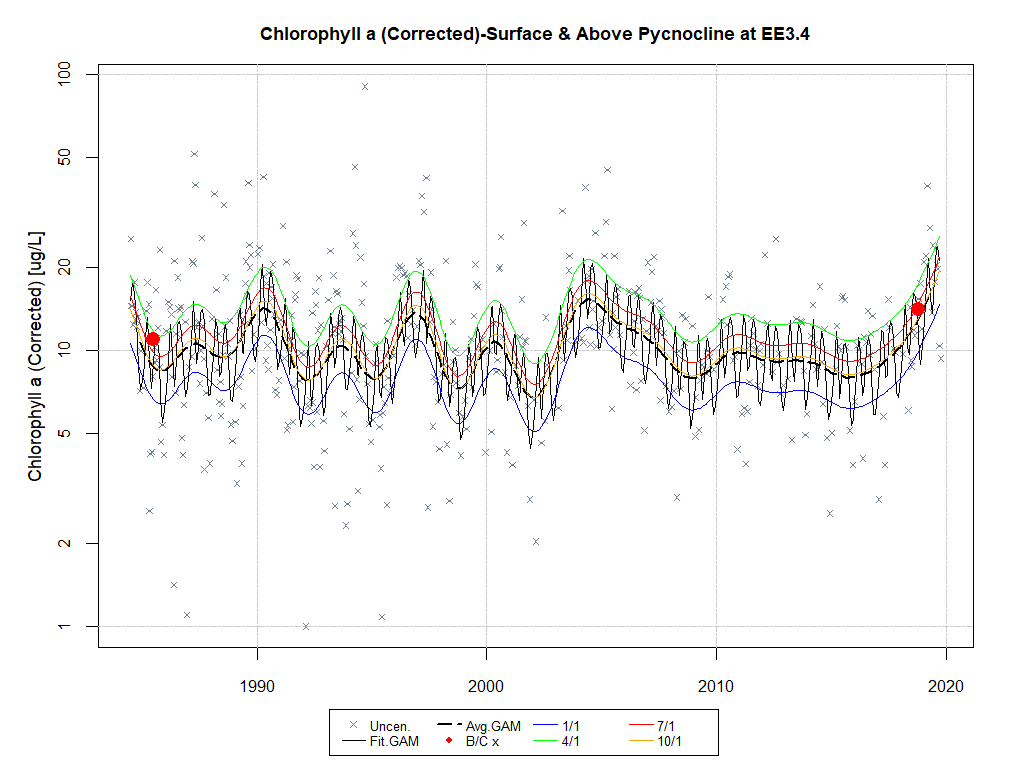 Chlorophyll a (Corrected)-Surface & Above Pycnocline at EE3.4
Chlorophyll a (Corrected) [ug/L]
100
50
20
10
5
2
1
1990 2000 2010 2020
Uncen. Avg.GAM 1/1 7/1
Fit.GAM B/C x 4/1 10/1